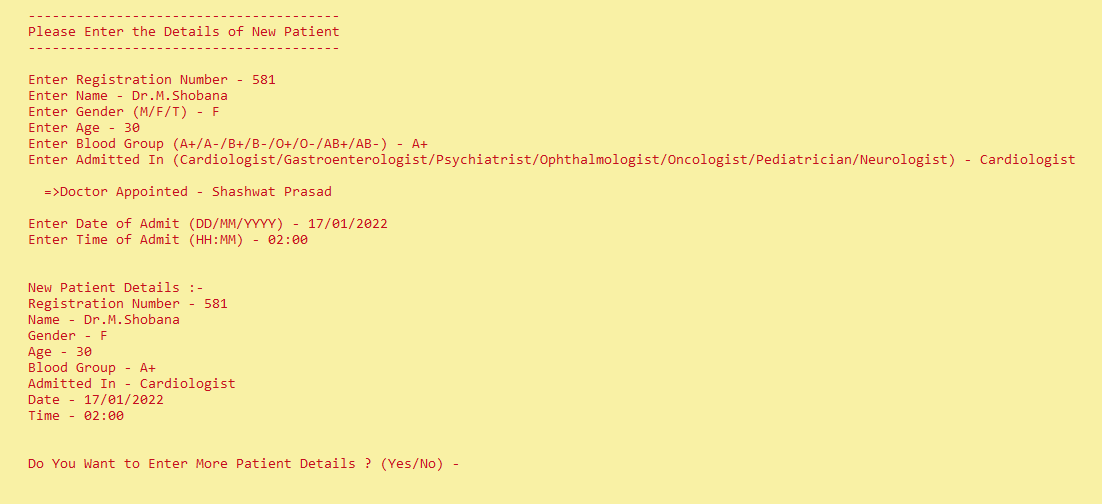 ---------------------------------------
Please Enter the Details of New Patient
---------------------------------------
Enter Registration Number - 581
Enter Name - Dr.M.Shobana
Enter Gender (M/F/T) - F
Enter Age - 30
Enter Blood Group (A+/A-/B+/B-/O+/O-/AB+/AB-) - A+
Enter Admitted In (Cardiologist/Gastroenterologist/Psychiatrist/Ophthalmologist/Oncologist/Pediatrician/Neurologist) - Cardiologist
=>Doctor Appointed - Shashwat Prasad
Enter Date of Admit (DD/MM/YYYY) - 17/01/2022
Enter Time of Admit (HH:MM) - 02:00
New Patient Details :-
Registration Number - 581
Name - Dr.M.Shobana
Gender - F
Age - 30
Blood Group - A+
Admitted In - Cardiologist
Date - 17/01/2022
Time - 02:00
Do You Want to Enter More Patient Details ? (Yes/No) -